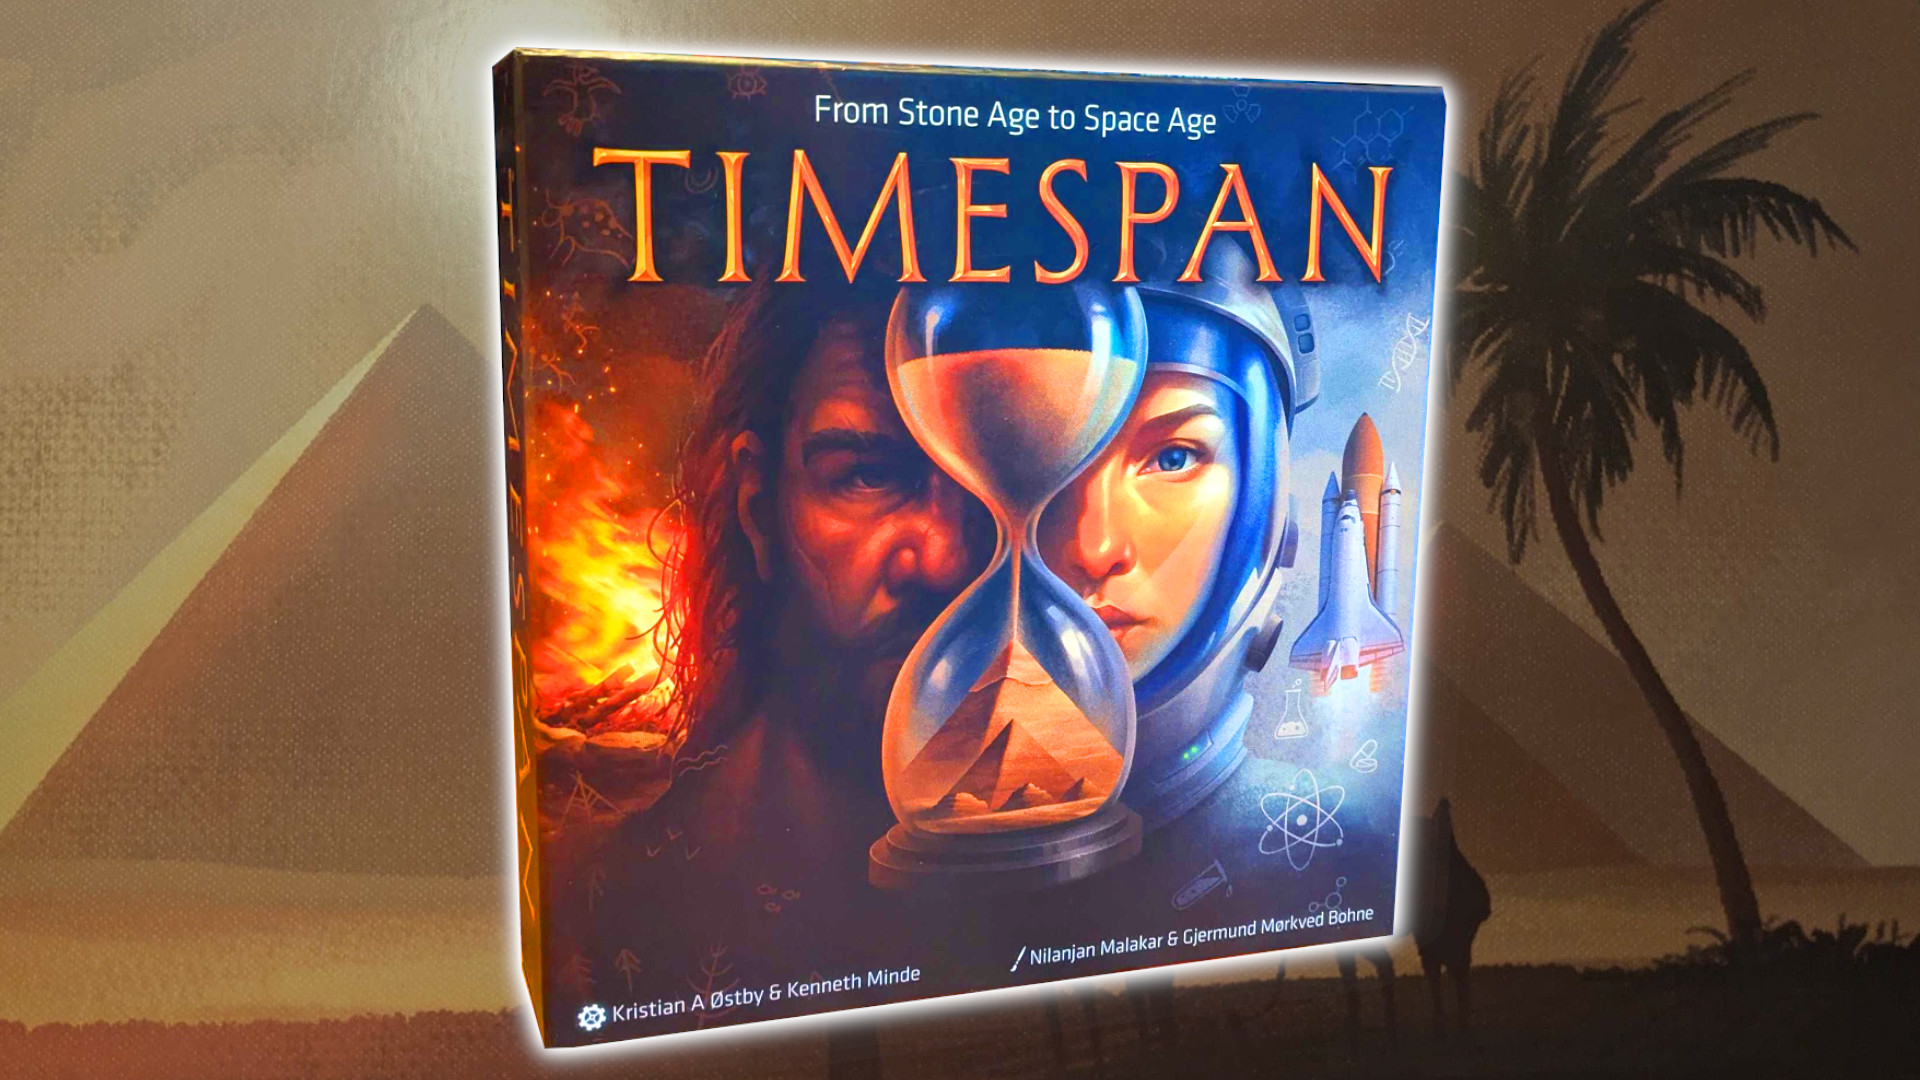 From Stone Age to Space Age
TIMESPAN
TIMESPAN
Nilanjan Malakar & Gjermund Mørkved Bohne
Kristian A Østby & Kenneth Minde